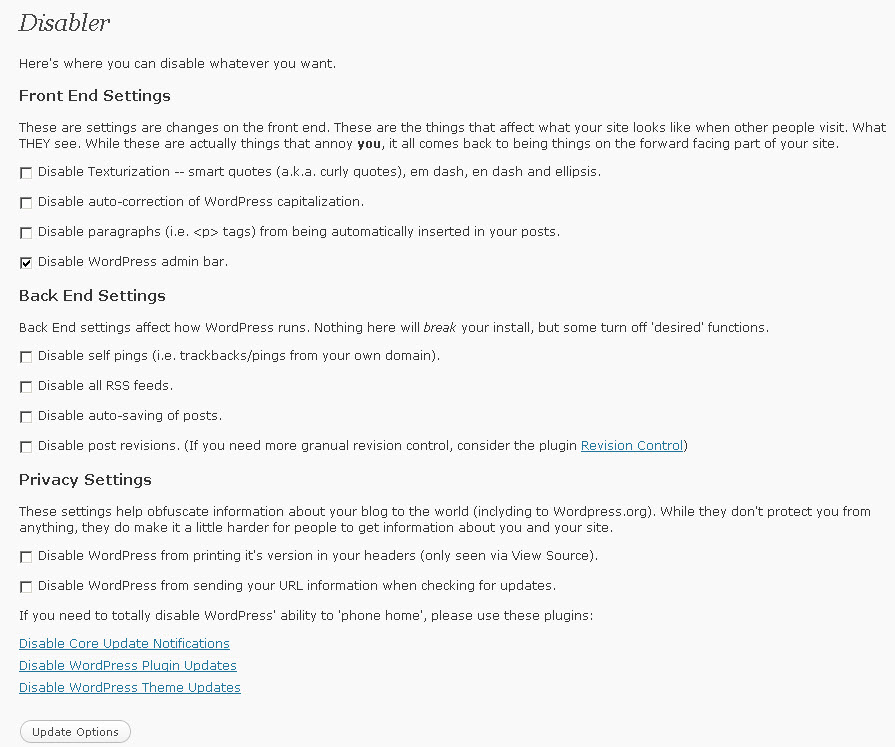 Disabler
Here's where you can disable whatever you want.
Front End Settings
These are settings are changes on the front end. These are the things that affect what your site looks like when other people visit. What
THEY see. While these are actually things that annoy you, it all comes back to being things on the forward facing part of your site.
Disable Texturization -- smart quotes (a.k.a. curly quotes), em dash, en dash and ellipsis.
Disable auto-correction of WordPress capitalization.
Disable paragraphs (i.e. <p> tags) from being automatically inserted in your posts.
Disable WordPress admin bar.
Back End Settings
Back End settings affect how WordPress runs. Nothing here will break your install, but some turn off 'desired' functions.
Disable self pings (i.e. trackbacks/pings from your own domain).
Disable all RSS feeds.
Disable auto-saving of posts.
Disable post revisions. (If you need more granual revision control, consider the plugin Revision Control)
Privacy Settings
These settings help obfuscate information about your blog to the world (inclyding to Wordpress.org). While they don't protect you from
anything, they do make it a little harder for people to get information about you and your site.
Disable WordPress from printing it's version in your headers (only seen via View Source).
Disable WordPress from sending your URL information when checking for updates.
If you need to totally disable WordPress' ability to 'phone home', please use these plugins:
Disable Core Update Notifications
Disable WordPress Plugin Updates
Disable WordPress Theme Updates
Update Options